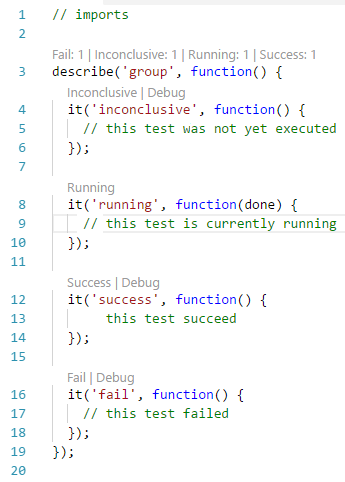 1 // imports
2
Fail: 1 | Inconclusive: 1 | Running: 1 | Success: 1
3 describe('group', function() {
Inconclusive | Debug
4 it('inconclusive', function() {
5 // this test was not yet executed
6 });
7
Running
8 it('running', function(done) {
9 // this test is currently running
10 });
11
Success | Debug
12 it('success', function() {
13 this test succeed
14 });
15
Fail | Debug
16 it('fail', function() {
17 // this test failed
18 });
19 });
20